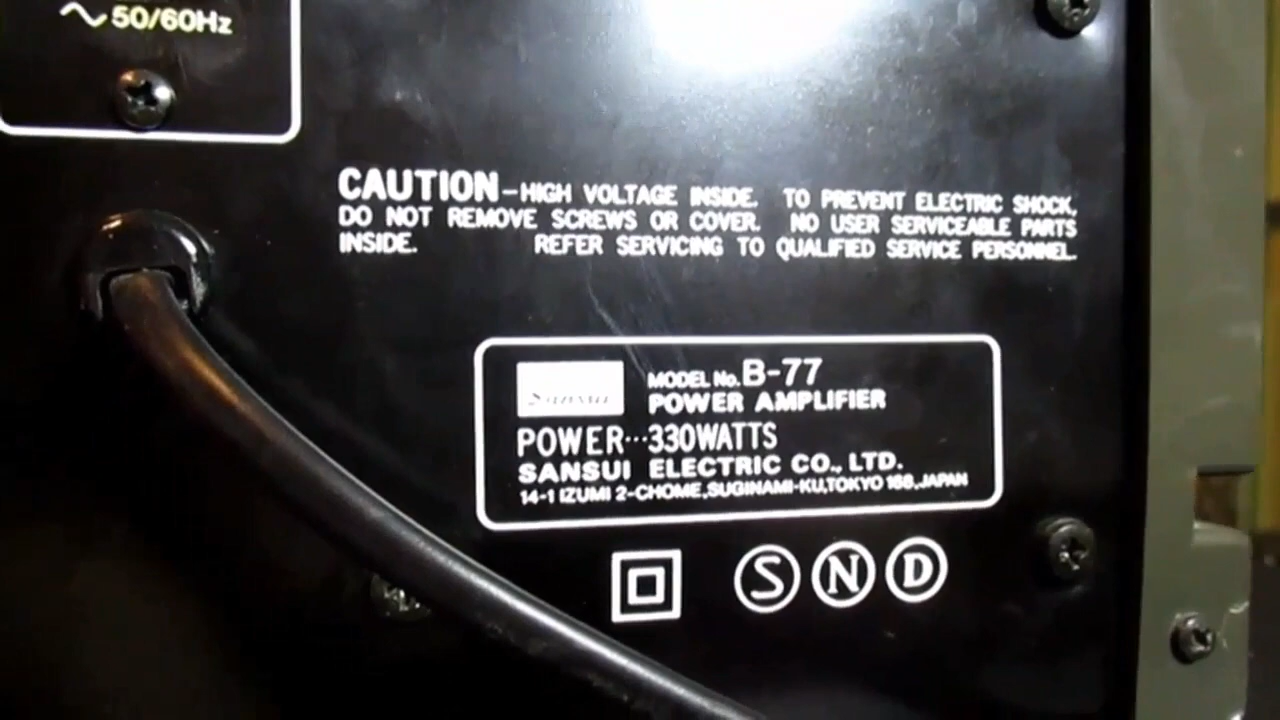 ∼ 50/60Hz
CAUTION-HIGH VOLTAGE INSIDE. TO PREVENT ELECTRIC SHOCK,
DO NOT REMOVE SCREWS OR COVER. NO USER SERVICEABLE PARTS
INSIDE. REFER SERVICING TO QUALIFIED SERVICE PERSONNEL.
Sansui
MODEL No. B-77
POWER AMPLIFIER
POWER···330WATTS
SANSUI ELECTRIC CO., LTD.
14-1 IZUMI 2-CHOME, SUGINAMI-KU, TOKYO 168, JAPAN
S N D